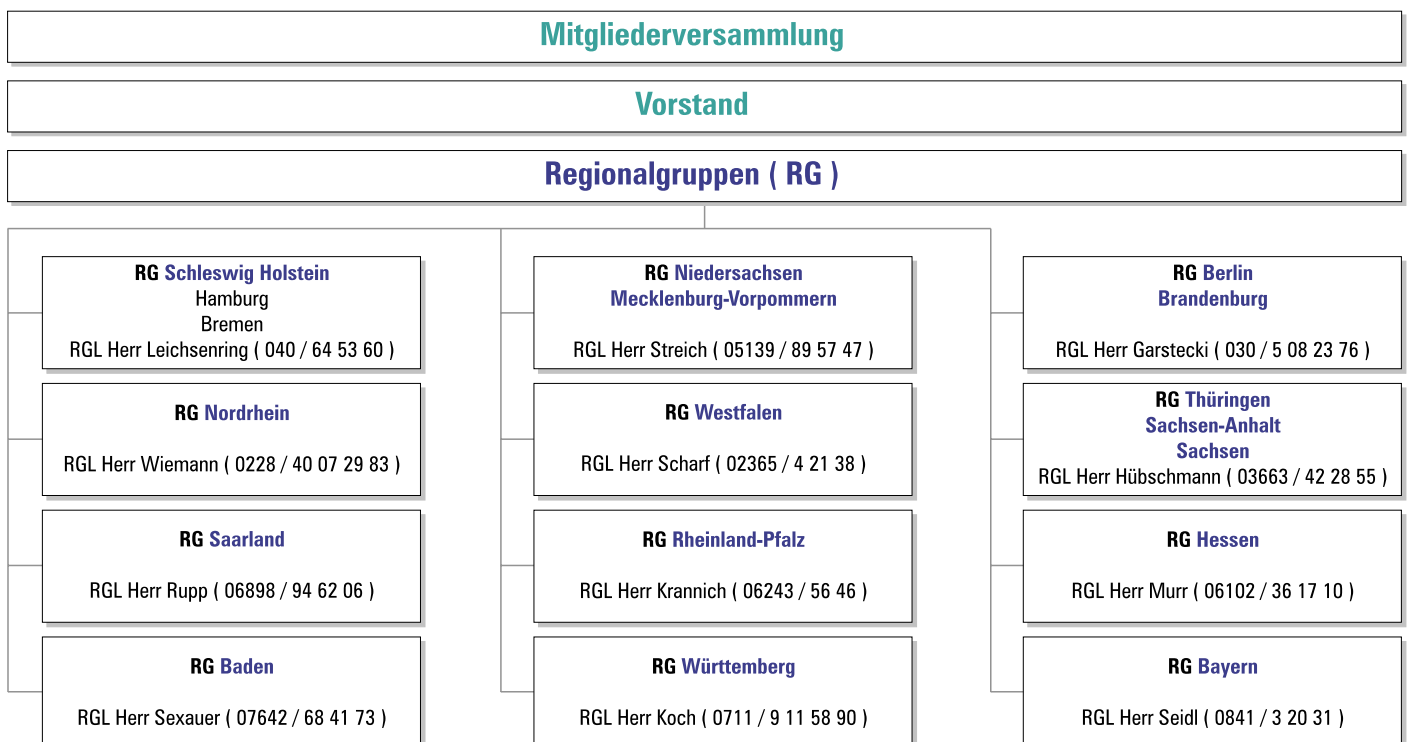 Mitgliederversammlung
Vorstand
Regionalgruppen ( RG )
RG Schleswig Holstein
Hamburg
Bremen
RGL Herr Leichsenring ( 040 / 64 53 60 )
RG Niedersachsen
Mecklenburg-Vorpommern
RGL Herr Streich ( 05139 / 89 57 47 )
RG Berlin
Brandenburg
RGL Herr Garstecki ( 030 / 5 08 23 76 )
RG Nordrhein
RGL Herr Wiemann ( 0228 / 40 07 29 83 )
RG Westfalen
RGL Herr Scharf ( 02365 / 4 21 38 )
RG Thüringen
Sachsen-Anhalt
Sachsen
RGL Herr Hübschmann ( 03663 / 42 28 55 )
RG Saarland
RGL Herr Rupp ( 06898 / 94 62 06 )
RG Rheinland-Pfalz
RGL Herr Krannich ( 06243 / 56 46 )
RG Hessen
RGL Herr Murr ( 06102 / 36 17 10 )
RG Baden
RGL Herr Sexauer ( 07642 / 68 41 73 )
RG Württemberg
RGL Herr Koch ( 0711 / 9 11 58 90 )
RG Bayern
RGL Herr Seidl ( 0841 / 3 20 31 )